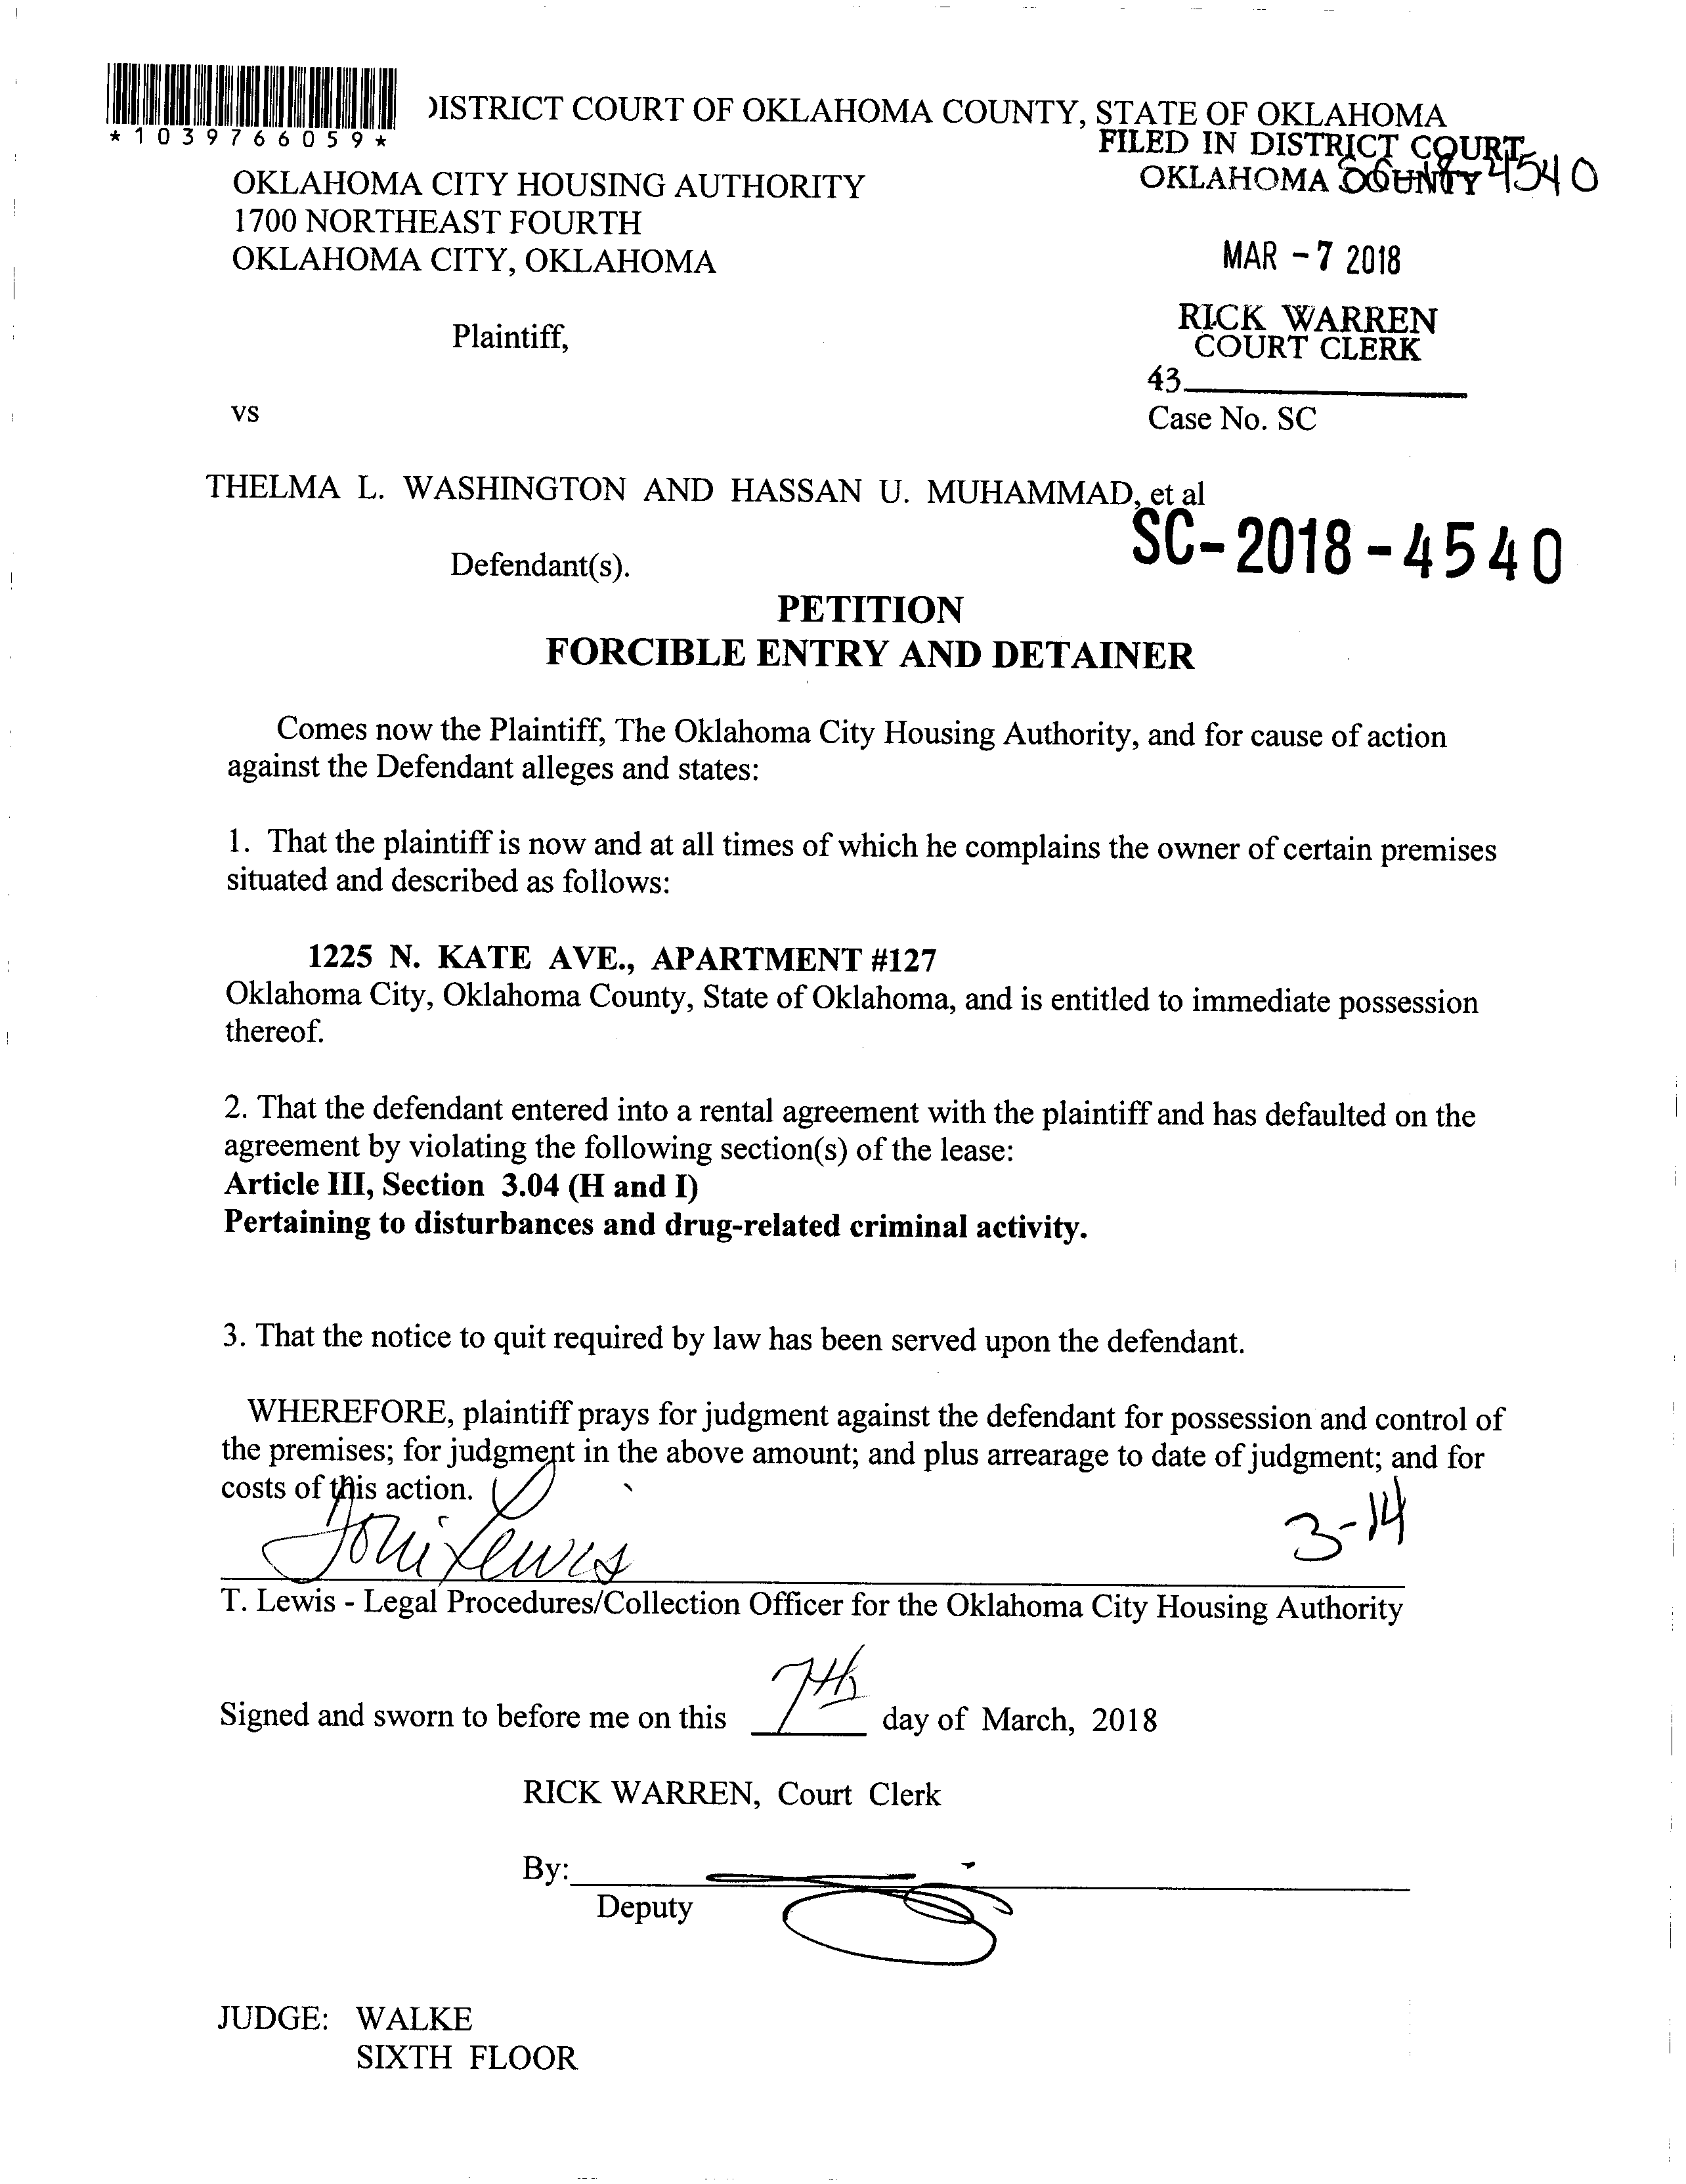 *1039766059*
DISTRICT COURT OF OKLAHOMA COUNTY, STATE OF OKLAHOMA
FILED IN DISTRICT COURT
OKLAHOMA COUNTY
4540
OKLAHOMA CITY HOUSING AUTHORITY
1700 NORTHEAST FOURTH
OKLAHOMA CITY, OKLAHOMA
MAR -7 2018
Plaintiff,
RICK WARREN
COURT CLERK
43
vs
Case No. SC
THELMA L. WASHINGTON AND HASSAN U. MUHAMMAD, et al
SC-2018-4540
Defendant(s).
PETITION
FORCIBLE ENTRY AND DETAINER
Comes now the Plaintiff, The Oklahoma City Housing Authority, and for cause of action
against the Defendant alleges and states:
1. That the plaintiff is now and at all times of which he complains the owner of certain premises
situated and described as follows:
1225 N. KATE AVE., APARTMENT #127
Oklahoma City, Oklahoma County, State of Oklahoma, and is entitled to immediate possession
thereof.
2. That the defendant entered into a rental agreement with the plaintiff and has defaulted on the
agreement by violating the following section(s) of the lease:
Article III, Section 3.04 (H and I)
Pertaining to disturbances and drug-related criminal activity.
3. That the notice to quit required by law has been served upon the defendant.
WHEREFORE, plaintiff prays for judgment against the defendant for possession and control of
the premises; for judgment in the above amount; and plus arrearage to date of judgment; and for
costs of this action.
Toni Lewis
3-14
T. Lewis - Legal Procedures/Collection Officer for the Oklahoma City Housing Authority
Signed and sworn to before me on this 7th day of March, 2018
RICK WARREN, Court Clerk
By:
Deputy
JUDGE: WALKE
SIXTH FLOOR